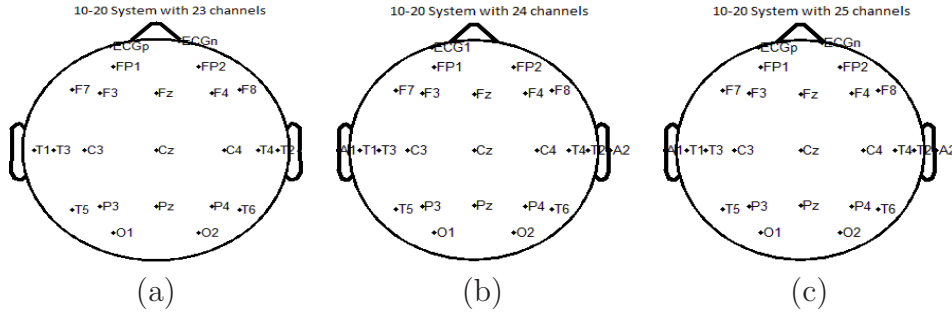 10-20 System with 23 channels 10-20 System with 24 channels 10-20 System with 25 channels
ECGp ECGn ECG1 ECGp ECGn
FP1 FP2 FP1 FP2 FP1 FP2
F7 F3 Fz F4 F8 F7 F3 Fz F4 F8 F7 F3 Fz F4 F8
T1 T3 C3 Cz C4 T4 T2 A1 T1 T3 C3 Cz C4 T4 T2 A2 A1 T1 T3 C3 Cz C4 T4 T2 A2
T5 P3 Pz P4 T6 T5 P3 Pz P4 T6 T5 P3 Pz P4 T6
O1 O2 O1 O2 O1 O2
(a) (b) (c)